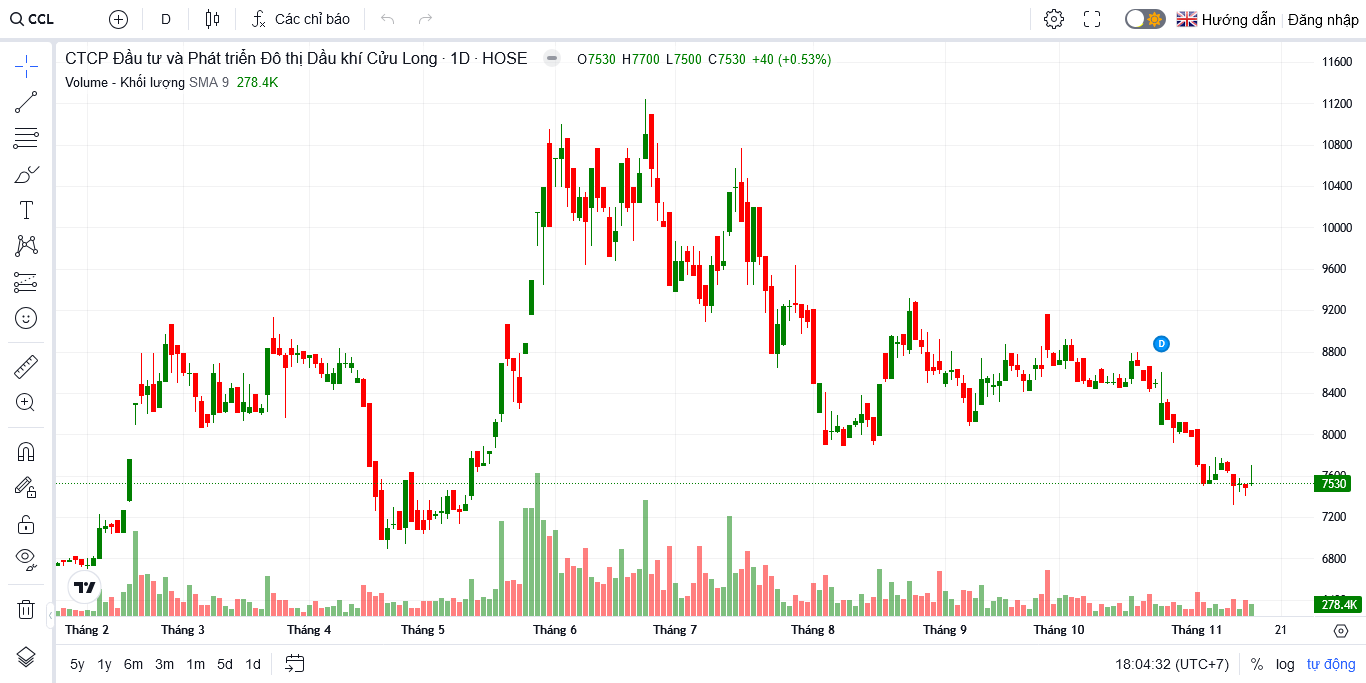 CCL D Các chỉ báo Hướng dẫn Đăng nhập
CTCP Đầu tư và Phát triển Đô thị Dầu khí Cửu Long · 1D · HOSE O7530 H7700 L7500 C7530 +40 (+0.53%)
Volume - Khối lượng SMA 9 278.4K
11600
11200
10800
10400
10000
9600
9200
D
8800
8400
8000
7600
7530
7200
6800
278.4K
Tháng 2 Tháng 3 Tháng 4 Tháng 5 Tháng 6 Tháng 7 Tháng 8 Tháng 9 Tháng 10 Tháng 11 21
5y 1y 6m 3m 1m 5d 1d 18:04:32 (UTC+7) % log tự động